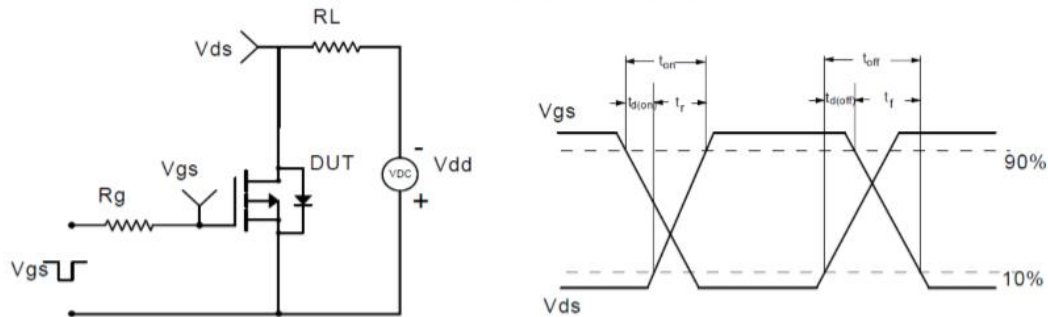 RL
Vds
Vgs
DUT
-
VDC
Vdd
+
Rg
Vgs
ton
toff
td(on)
tr
td(off)
tf
Vgs
90%
10%
Vds